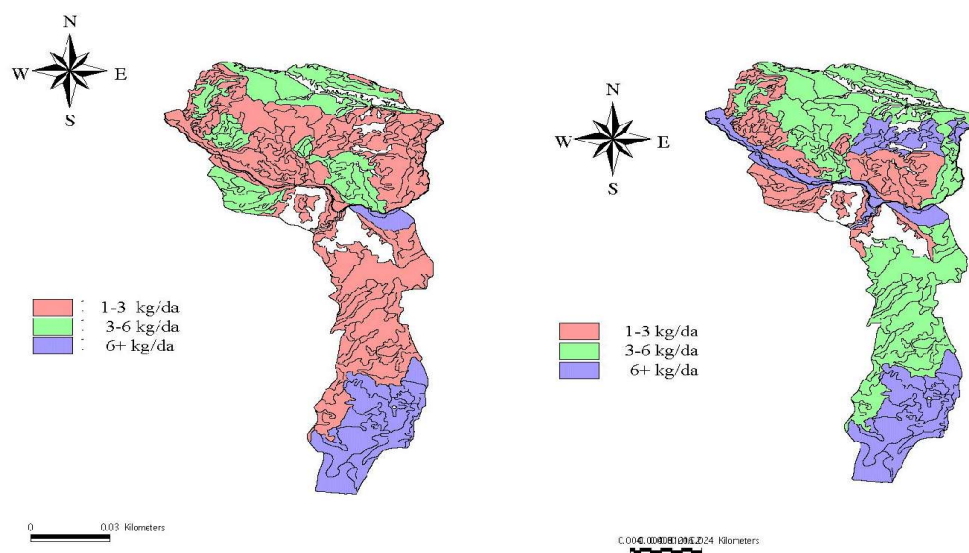 N
W E
S
: 1-3 kg/da
: 3-6 kg/da
: 6+ kg/da
0 0.03 Kilometers
N
W E
S
1-3 kg/da
3-6 kg/da
6+ kg/da
Kilometers